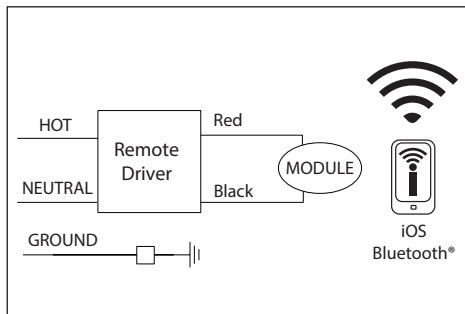 HOT
Red
Remote
Driver
MODULE
NEUTRAL
Black
GROUND
iOS
Bluetooth®